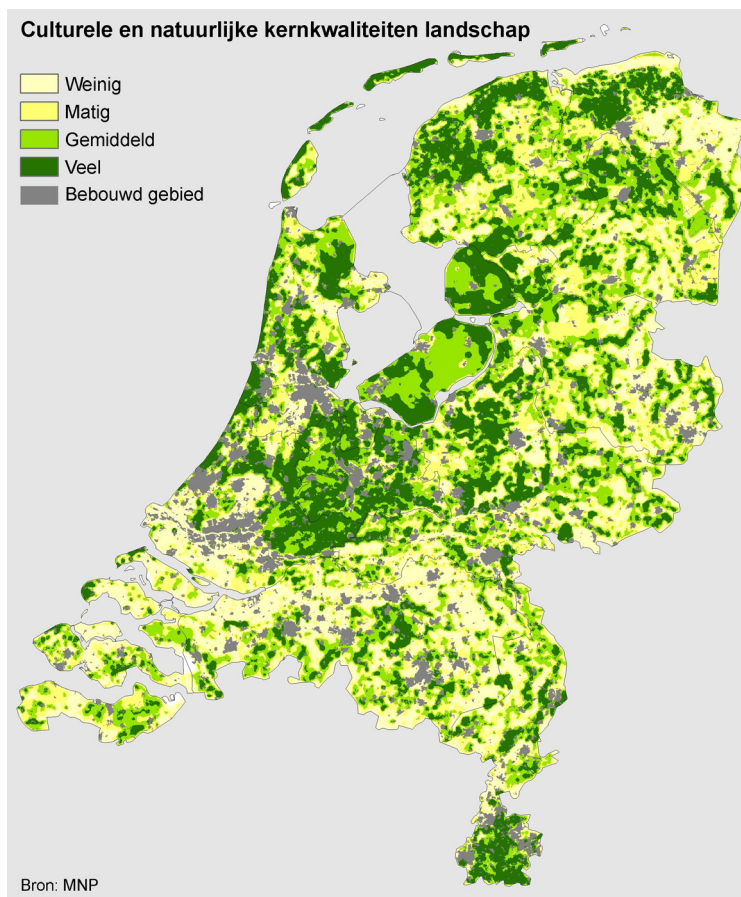 Culturele en natuurlijke kernkwaliteiten landschap
Weinig
Matig
Gemiddeld
Veel
Bebouwd gebied
Bron: MNP